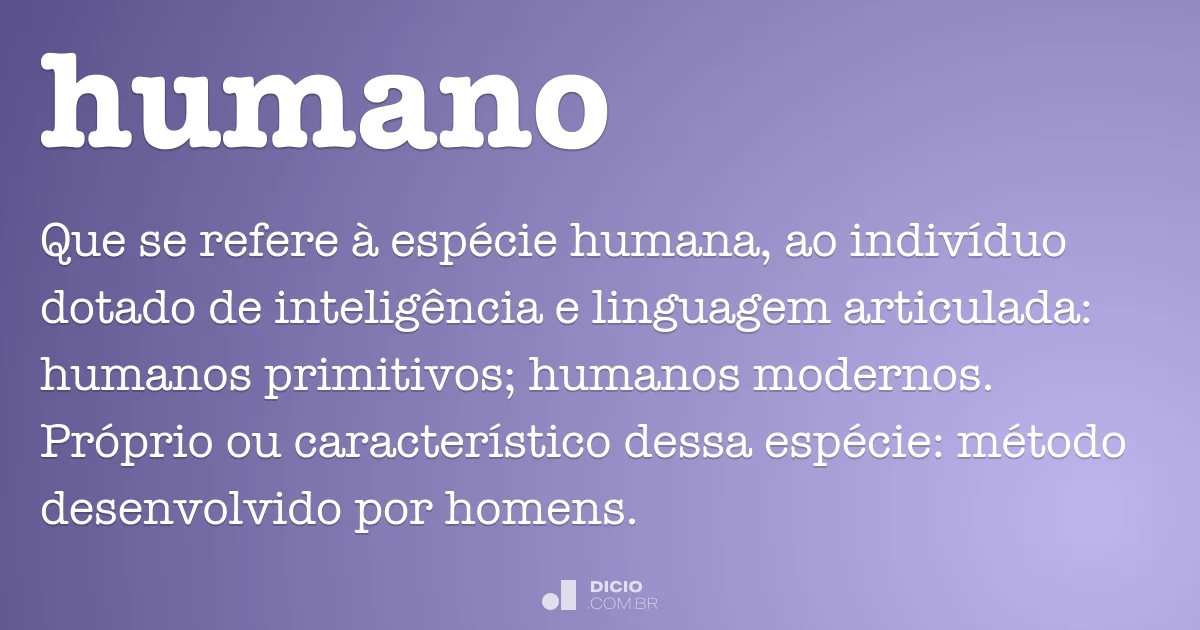 humano
Que se refere à espécie humana, ao indivíduo
dotado de inteligência e linguagem articulada:
humanos primitivos; humanos modernos.
Próprio ou característico dessa espécie: método
desenvolvido por homens.
DICIO
.COM.BR